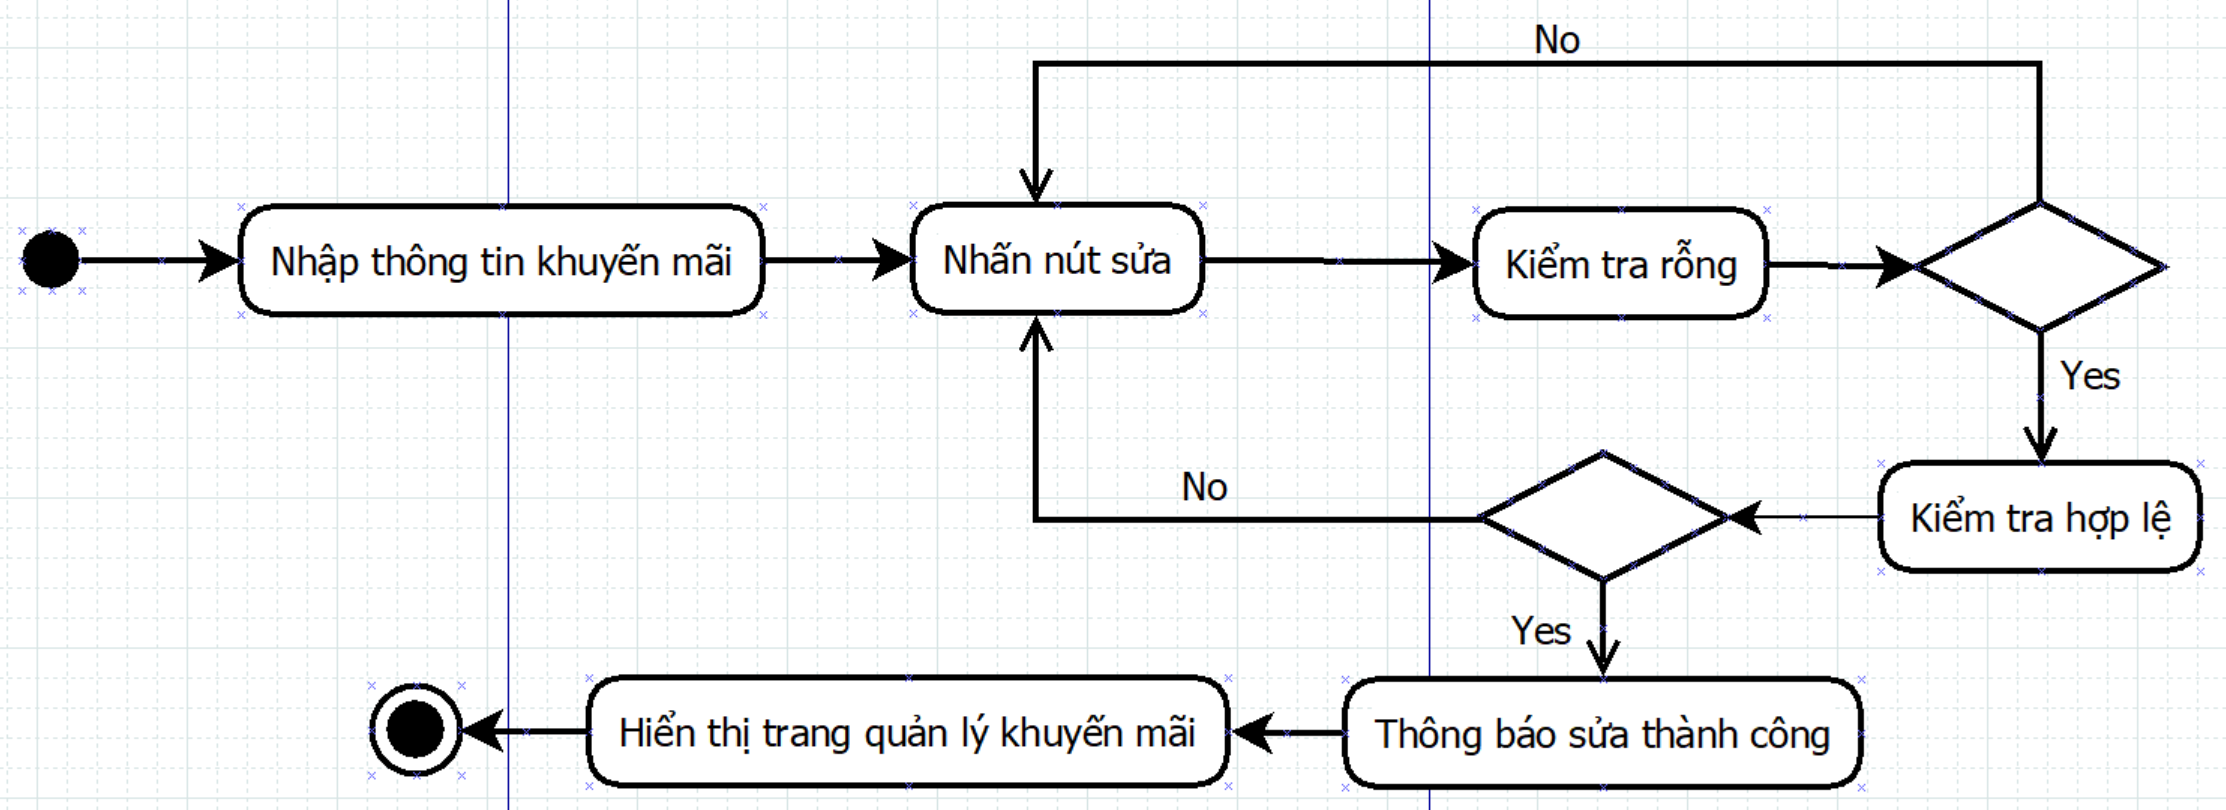 No
Nhập thông tin khuyến mãi
Nhấn nút sửa
Kiểm tra rỗng
Yes
No
Kiểm tra hợp lệ
Yes
Hiển thị trang quản lý khuyến mãi
Thông báo sửa thành công